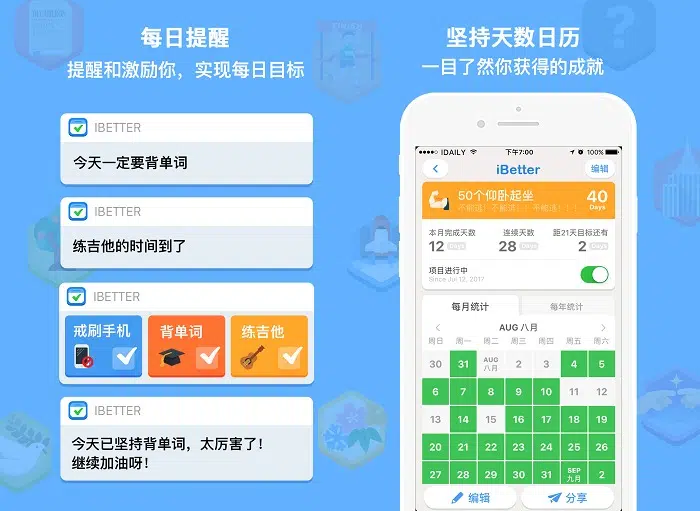 每日提醒
提醒和激励你，实现每日目标
IBETTER
今天一定要背单词
IBETTER
练吉他的时间到了
IBETTER
戒刷手机 背单词 练吉他
IBETTER
今天已坚持背单词，太厉害了！
继续加油呀！
坚持天数日历
一目了然你获得的成就
IDAILY 下午7:00 100%
iBetter 编辑
50个仰卧起坐 40
Days
本月完成天数 连续天数 距21天目标还有
12 Days 28 Days 2 Days
项目进行中
Since Jul 12, 2017
每月统计 每年统计
AUG 八月
周日 周一 周二 周三 周四 周五 周六
30 31 AUG 八月 2 3 4 5
6 7 8 9 10 11 12
13 14 15 16 17 18 19
20 21 22 23 24 25 26
27 28 29 30 31 SEP 九月 2
编辑 分享
FINISH
?